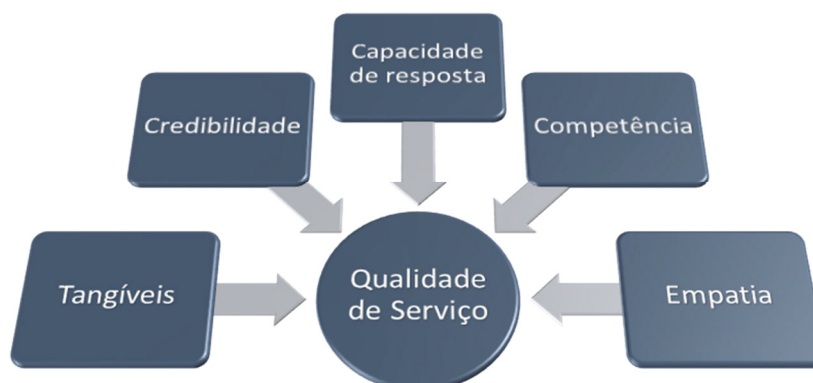 Capacidade
de resposta
Credibilidade
Competência
Tangíveis
Qualidade
de Serviço
Empatia